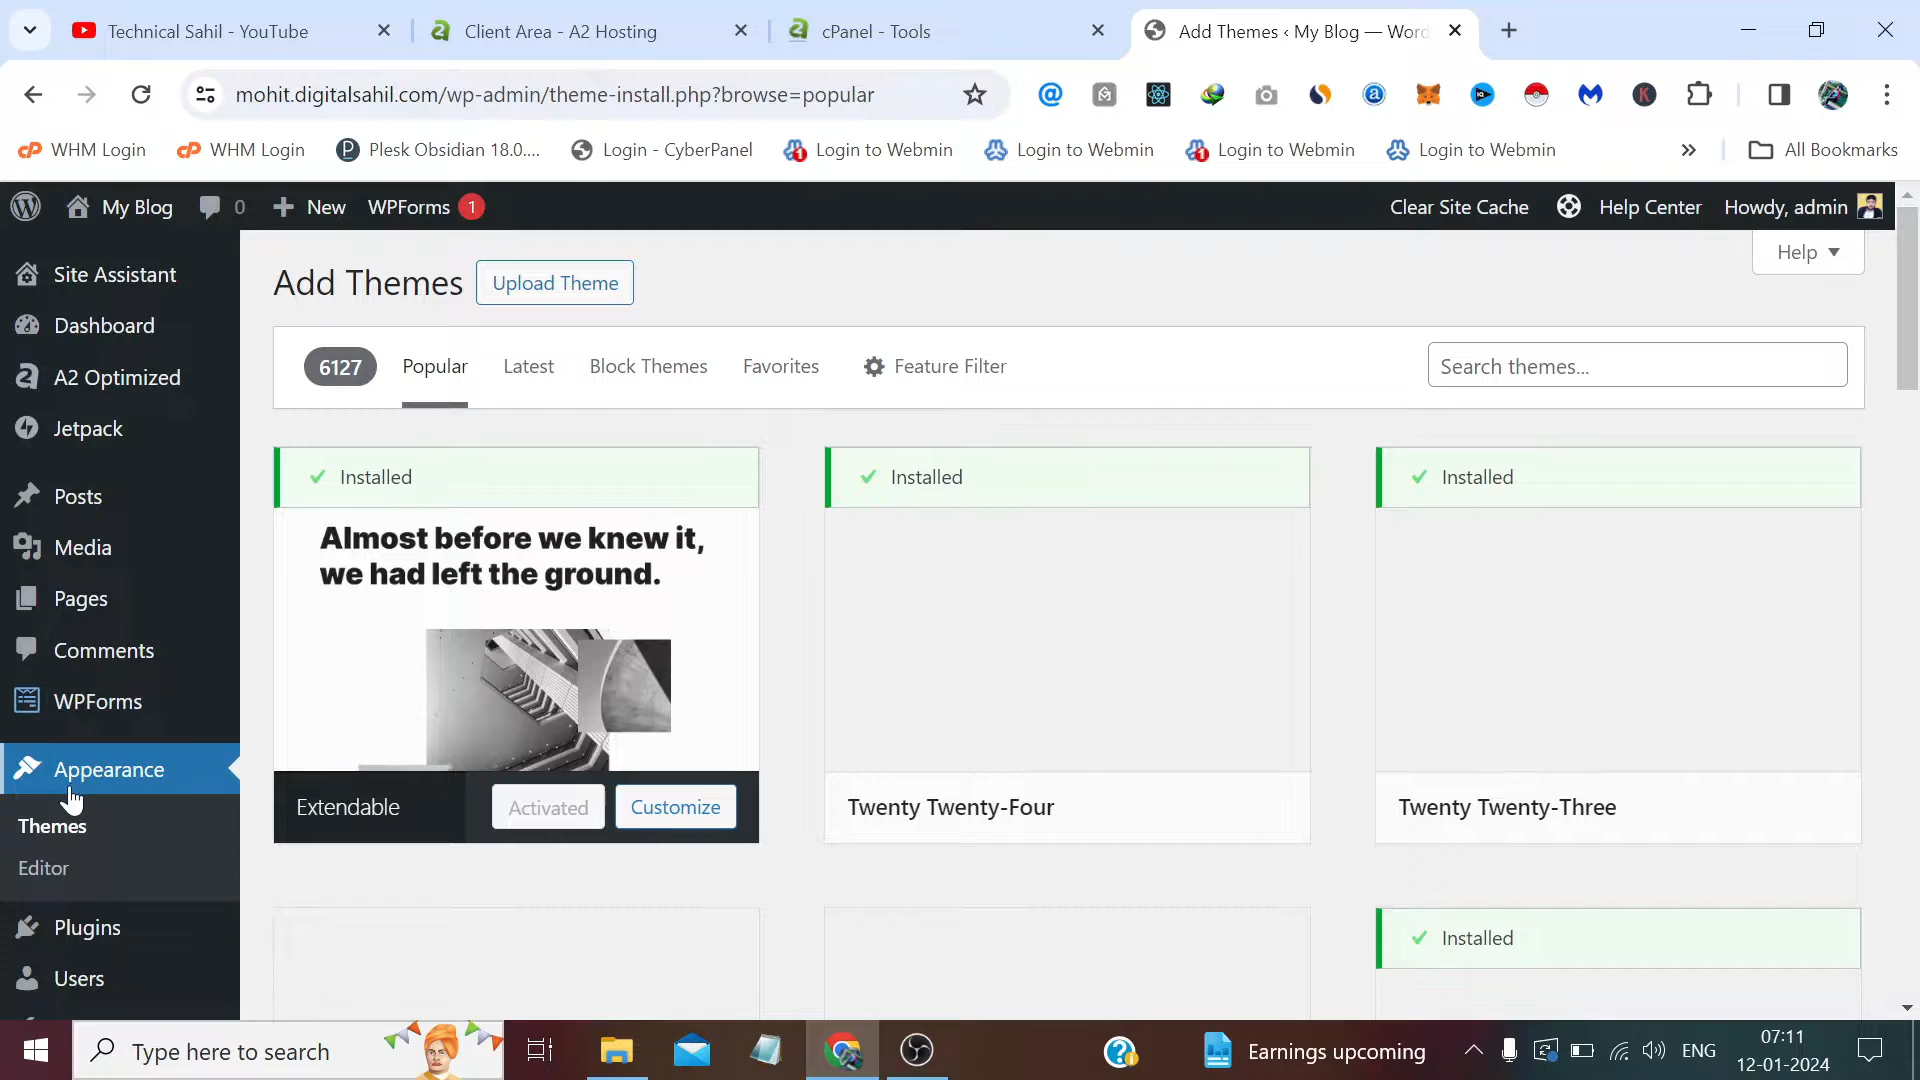 Technical Sahil - YouTube
Client Area - A2 Hosting
cPanel - Tools
Add Themes ‹ My Blog — Word
mohit.digitalsahil.com/wp-admin/theme-install.php?browse=popular
WHM Login
WHM Login
Plesk Obsidian 18.0....
Login - CyberPanel
Login to Webmin
Login to Webmin
Login to Webmin
Login to Webmin
»
All Bookmarks
My Blog
0
New
WPForms 1
Clear Site Cache
Help Center
Howdy, admin
Site Assistant
Dashboard
A2 Optimized
Jetpack
Posts
Media
Pages
Comments
WPForms
Appearance
Themes
Editor
Plugins
Users
Help
Add Themes
Upload Theme
6127
Popular
Latest
Block Themes
Favorites
Feature Filter
Search themes...
Installed
Almost before we knew it,
we had left the ground.
Extendable
Activated
Customize
Installed
Twenty Twenty-Four
Installed
Twenty Twenty-Three
Installed
Type here to search
Earnings upcoming
ENG
07:11
12-01-2024